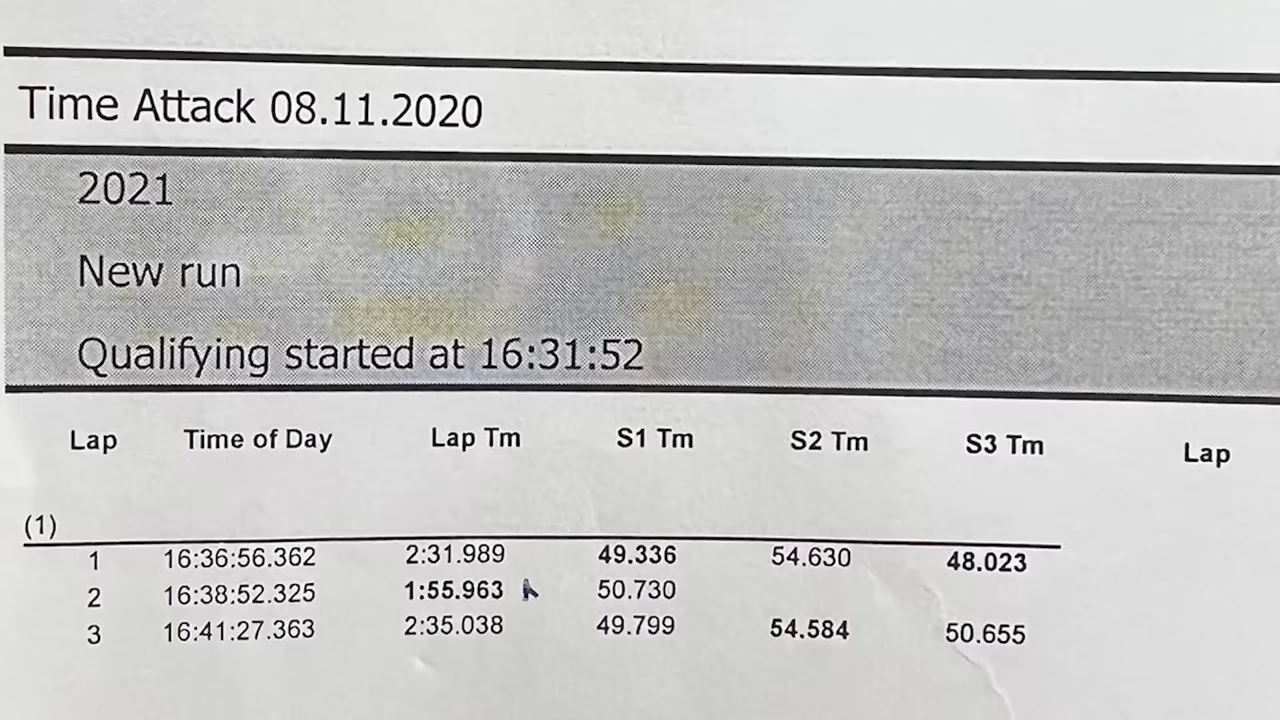 Time Attack 08.11.2020
2021
New run
Qualifying started at 16:31:52
Lap Time of Day Lap Tm S1 Tm S2 Tm S3 Tm Lap
(1)
1 16:36:56.362 2:31.989 49.336 54.630 48.023
2 16:38:52.325 1:55.963 50.730
3 16:41:27.363 2:35.038 49.799 54.584 50.655